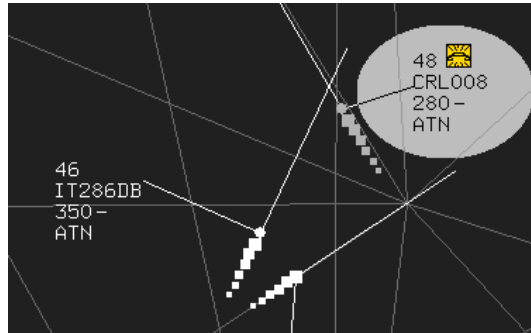 48
CRL008
280-
ATN
46
IT286DB
350-
ATN